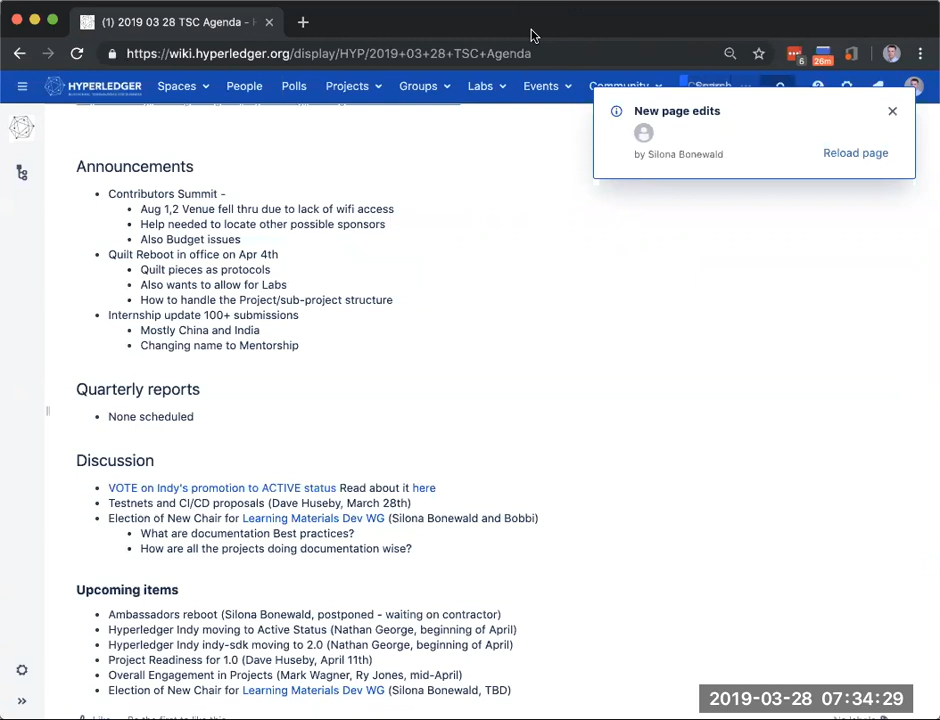 (1) 2019 03 28 TSC Agenda -
https://wiki.hyperledger.org/display/HYP/2019+03+28+TSC+Agenda
6
26m
HYPERLEDGER
Spaces People Polls Projects Groups Labs Events Community Search
New page edits
by Silona Bonewald
Reload page
Announcements
Contributors Summit -
Aug 1,2 Venue fell thru due to lack of wifi access
Help needed to locate other possible sponsors
Also Budget issues
Quilt Reboot in office on Apr 4th
Quilt pieces as protocols
Also wants to allow for Labs
How to handle the Project/sub-project structure
Internship update 100+ submissions
Mostly China and India
Changing name to Mentorship
Quarterly reports
None scheduled
Discussion
VOTE on Indy's promotion to ACTIVE status Read about it here
Testnets and CI/CD proposals (Dave Huseby, March 28th)
Election of New Chair for Learning Materials Dev WG (Silona Bonewald and Bobbi)
What are documentation Best practices?
How are all the projects doing documentation wise?
Upcoming items
Ambassadors reboot (Silona Bonewald, postponed - waiting on contractor)
Hyperledger Indy moving to Active Status (Nathan George, beginning of April)
Hyperledger Indy indy-sdk moving to 2.0 (Nathan George, beginning of April)
Project Readiness for 1.0 (Dave Huseby, April 11th)
Overall Engagement in Projects (Mark Wagner, Ry Jones, mid-April)
Election of New Chair for Learning Materials Dev WG (Silona Bonewald, TBD)
2019-03-28 07:34:29